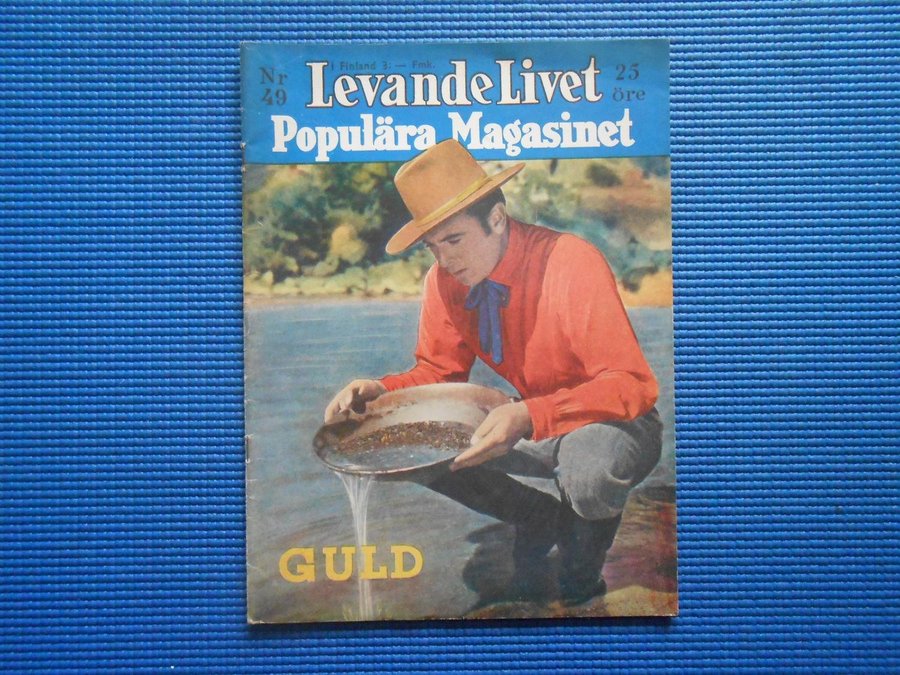 I Finland 3. — Fmk.
Nr 49
Levande Livet
25 öre
Populära Magasinet
GULD